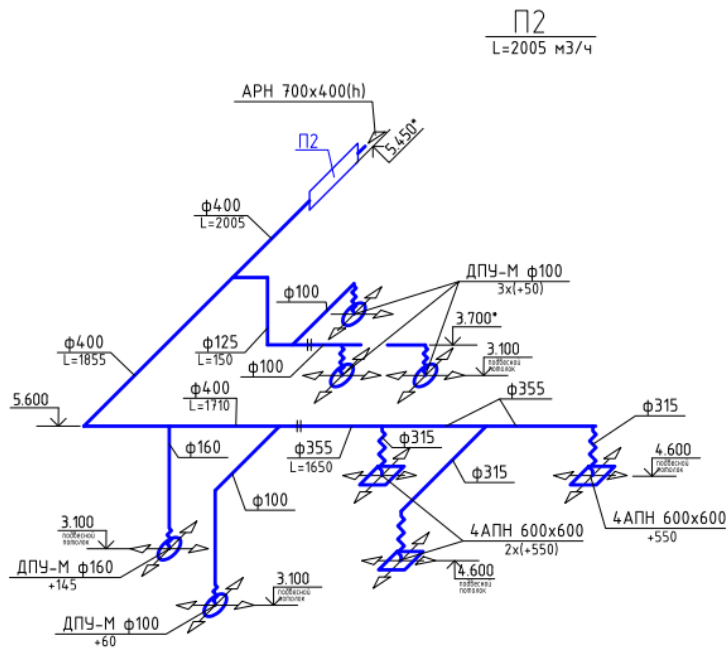 П2
L=2005 м3/ч
АРН 700х400(h)
П2
5.450*
ф400
L=2005
ДПУ-М ф100
3х(+50)
ф100
3.700*
ф400
L=1855
ф125
L=150
ф100
3.100
подвесной
потолок
5.600
ф400
L=1710
ф355
ф315
ф160
ф355
L=1650
ф315
ф315
4.600
подвесной
потолок
ф100
3.100
подвесной
потолок
4АПН 600х600
2х(+550)
4АПН 600х600
+550
ДПУ-М ф160
+145
3.100
подвесной
потолок
4.600
подвесной
потолок
ДПУ-М ф100
+60